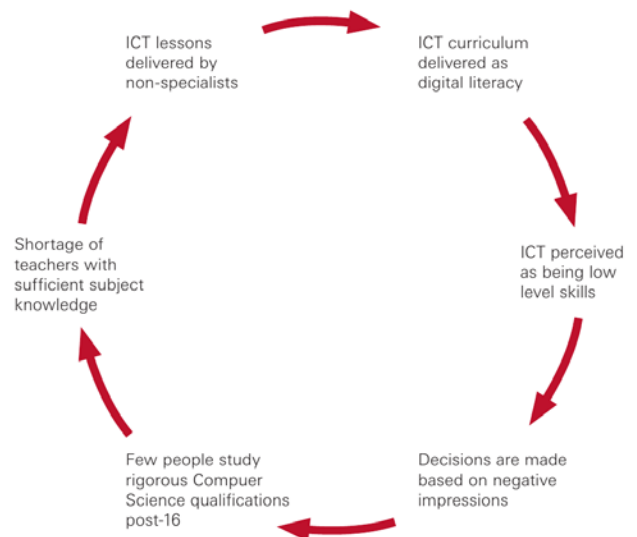 ICT lessons
delivered by
non-specialists
ICT curriculum
delivered as
digital literacy
ICT perceived
as being low
level skills
Decisions are made
based on negative
impressions
Few people study
rigorous Compuer
Science qualifications
post-16
Shortage of
teachers with
sufficient subject
knowledge